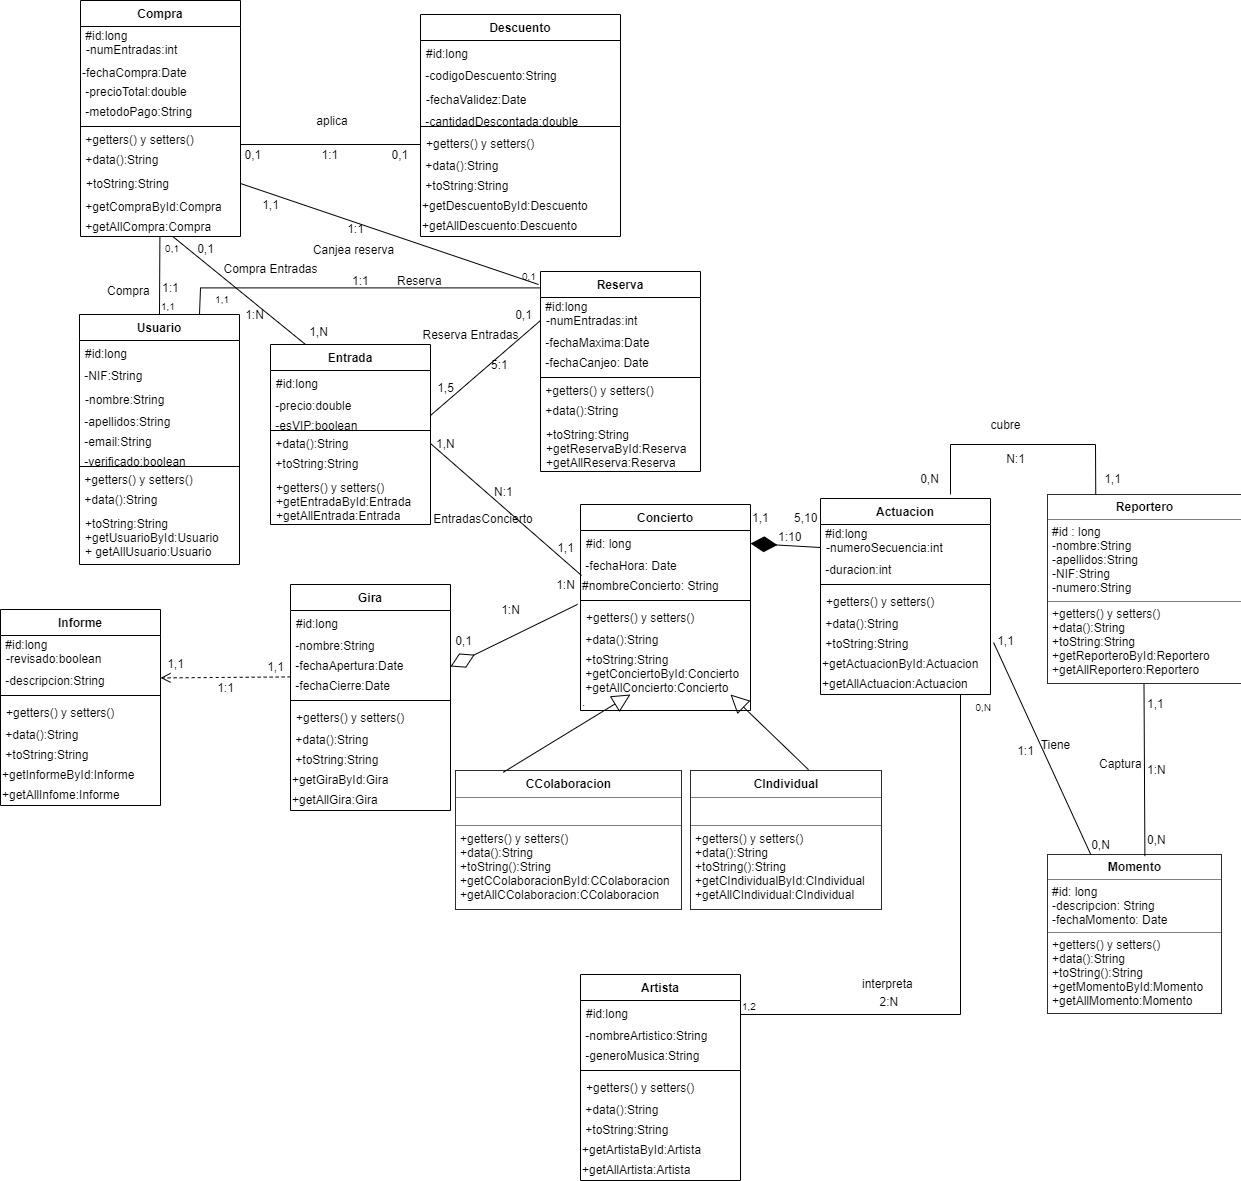 Compra
#id:long
-numEntradas:int
-fechaCompra:Date
-precioTotal:double
-metodoPago:String
+getters() y setters()
+data():String
+toString:String
+getCompraById:Compra
+getAllCompra:Compra
Descuento
#id:long
-codigoDescuento:String
-fechaValidez:Date
-cantidadDescontada:double
+getters() y setters()
+data():String
+toString:String
+getDescuentoById:Descuento
+getAllDescuento:Descuento
aplica
0,1
1:1
0,1
1,1
1:1
Canjea reserva
0,1
0,1
0,1
Compra Entradas
Compra
1:1
1,1
1:1
Reserva
1,1
1:N
1,N
Reserva
#id:long
-numEntradas:int
-fechaMaxima:Date
-fechaCanjeo: Date
+getters() y setters()
+data():String
+toString:String
+getReservaById:Reserva
+getAllReserva:Reserva
0,1
Reserva Entradas
5:1
1,5
Usuario
#id:long
-NIF:String
-nombre:String
-apellidos:String
-email:String
-verificado:boolean
+getters() y setters()
+data():String
+toString:String
+getUsuarioById:Usuario
+ getAllUsuario:Usuario
Entrada
#id:long
-precio:double
-esVIP:boolean
+data():String
+toString:String
+getters() y setters()
+getEntradaById:Entrada
+getAllEntrada:Entrada
1,N
N:1
EntradasConcierto
1,1
cubre
N:1
0,N
1,1
Concierto
#id: long
-fechaHora: Date
#nombreConcierto: String
+getters() y setters()
+data():String
+toString:String
+getConciertoById:Concierto
+getAllConcierto:Concierto
.
1,1
5,10
1:10
Actuacion
#id:long
-numeroSecuencia:int
-duracion:int
+getters() y setters()
+data():String
+toString:String
+getActuacionById:Actuacion
+getAllActuacion:Actuacion
Reportero
#id : long
-nombre:String
-apellidos:String
-NIF:String
-numero:String
+getters() y setters()
+data():String
+toString:String
+getReporteroById:Reportero
+getAllReportero:Reportero
1:N
1:N
0,1
Gira
#id:long
-nombre:String
-fechaApertura:Date
-fechaCierre:Date
+getters() y setters()
+data():String
+toString:String
+getGiraById:Gira
+getAllGira:Gira
1,1
1:1
1,1
Informe
#id:long
-revisado:boolean
-descripcion:String
+getters() y setters()
+data():String
+toString:String
+getInformeById:Informe
+getAllInfome:Informe
1,1
Tiene
1:1
0,N
1,1
Captura
1:N
0,N
0,N
CColaboracion
+getters() y setters()
+data():String
+toString():String
+getCColaboracionById:CColaboracion
+getAllCColaboracion:CColaboracion
CIndividual
+getters() y setters()
+data():String
+toString():String
+getCIndividualById:CIndividual
+getAllCIndividual:CIndividual
Momento
#id: long
-descripcion: String
-fechaMomento: Date
+getters() y setters()
+data():String
+toString():String
+getMomentoById:Momento
+getAllMomento:Momento
interpreta
2:N
1,2
Artista
#id:long
-nombreArtistico:String
-generoMusica:String
+getters() y setters()
+data():String
+toString:String
+getArtistaById:Artista
+getAllArtista:Artista